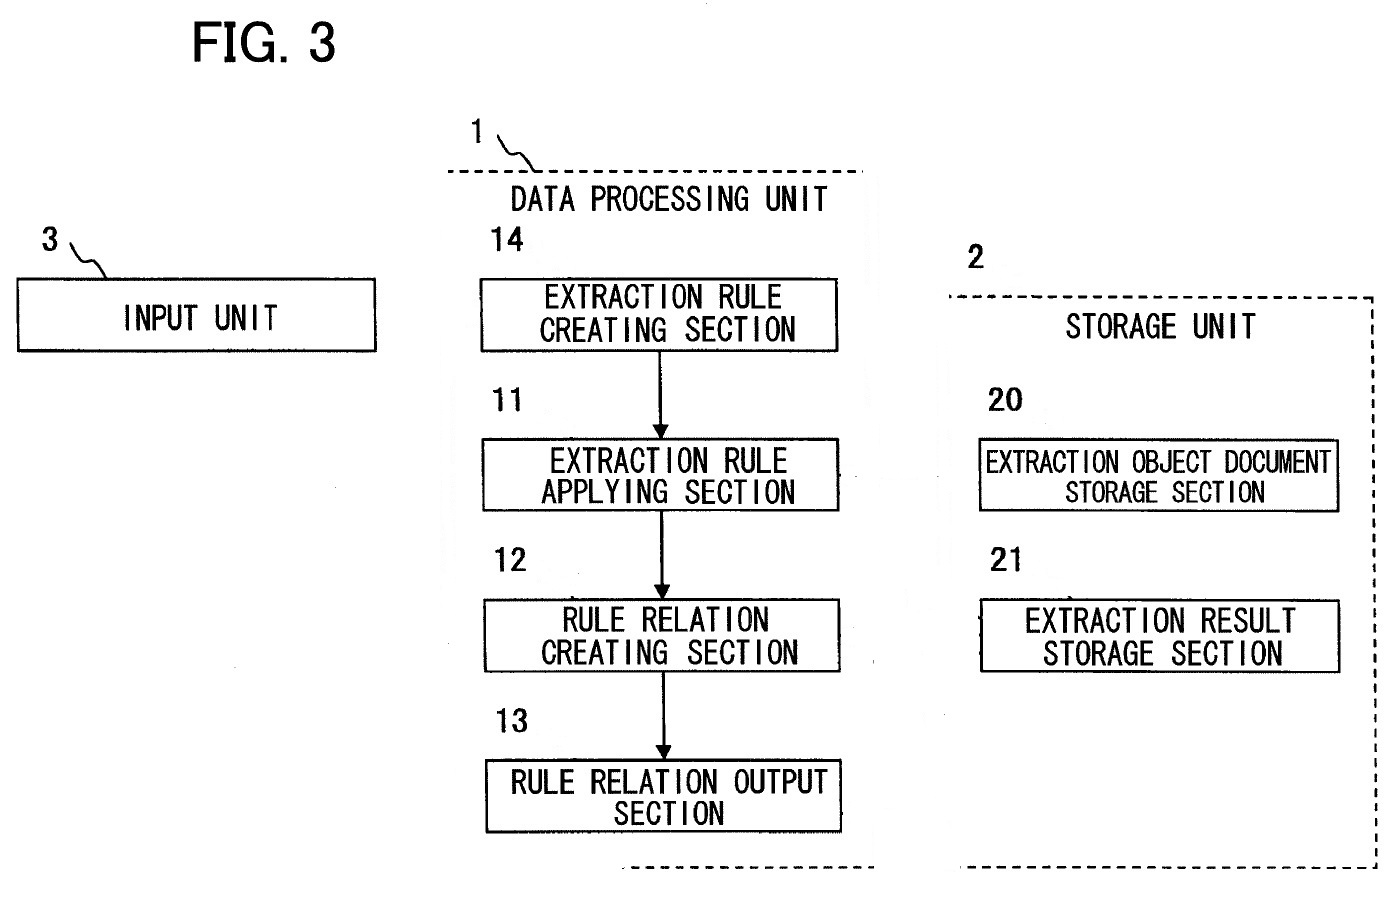 FIG. 3
1
DATA PROCESSING UNIT
3
INPUT UNIT
14
EXTRACTION RULE
CREATING SECTION
11
EXTRACTION RULE
APPLYING SECTION
12
RULE RELATION
CREATING SECTION
13
RULE RELATION OUTPUT
SECTION
2
STORAGE UNIT
20
EXTRACTION OBJECT DOCUMENT
STORAGE SECTION
21
EXTRACTION RESULT
STORAGE SECTION